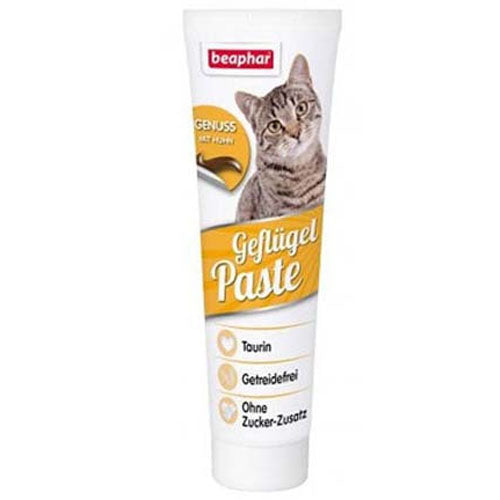 beaphar
GENUSS
MIT HUHN
Geflügel
Paste
Taurin
Getreidefrei
Ohne
Zucker-Zusatz